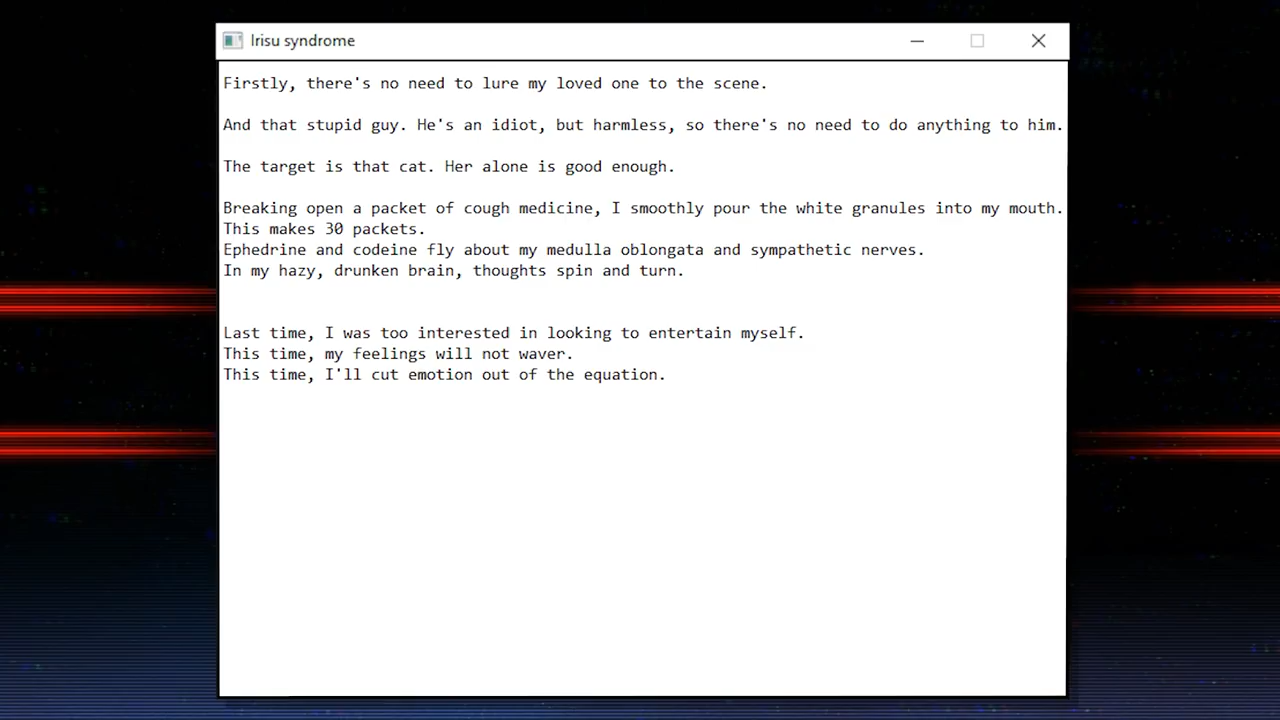 Irisu syndrome
Firstly, there's no need to lure my loved one to the scene.
And that stupid guy. He's an idiot, but harmless, so there's no need to do anything to him.
The target is that cat. Her alone is good enough.
Breaking open a packet of cough medicine, I smoothly pour the white granules into my mouth.
This makes 30 packets.
Ephedrine and codeine fly about my medulla oblongata and sympathetic nerves.
In my hazy, drunken brain, thoughts spin and turn.
Last time, I was too interested in looking to entertain myself.
This time, my feelings will not waver.
This time, I'll cut emotion out of the equation.